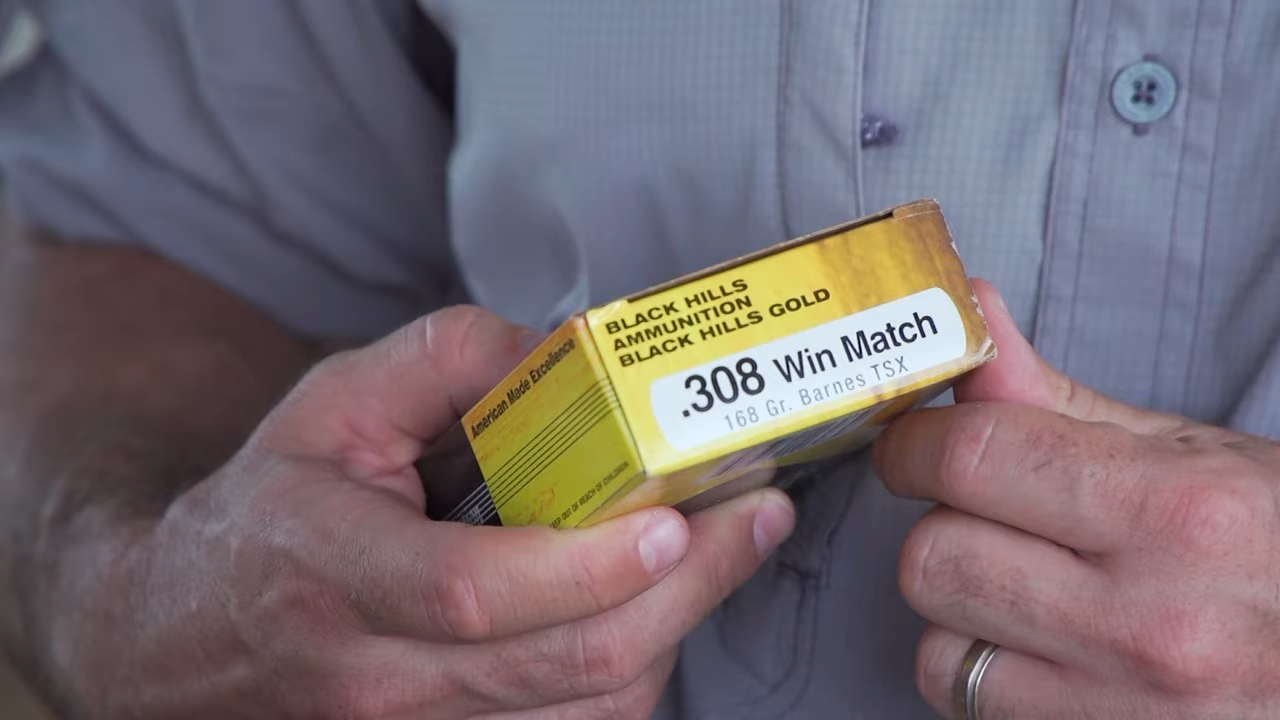 BLACK HILLS
AMMUNITION
BLACK HILLS GOLD
.308 Win Match
168 Gr. Barnes TSX
American Made Excellence
KEEP OUT OF REACH OF CHILDREN